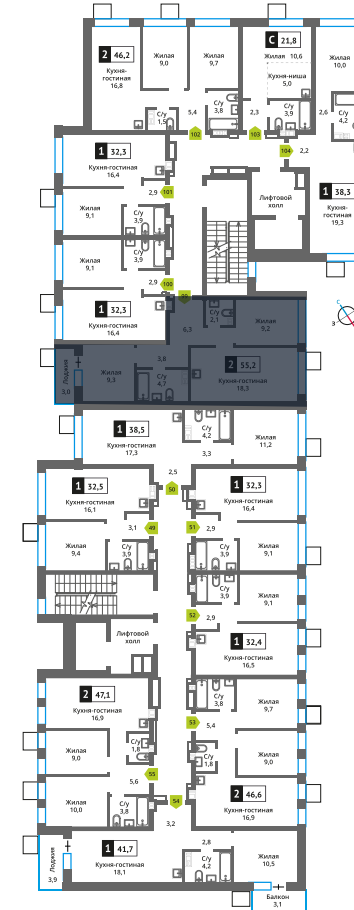 2 46,2
Кухня-
гостиная
16,8
Жилая
9,0
Жилая
9,7
С 21,8
Жилая 10,6
Кухня-ниша
5,0
Жилая
10,0
С/у
1,5
5,4
С/у
3,8
2,3
С/у
3,9
2,6
С/у
4,2
102
103
104
2,2
1 32,3
Кухня-гостиная
16,4
2,9
101
Жилая
9,1
С/у
3,9
Лифтовой
холл
1 38,3
Кухня-
гостиная
19,3
Жилая
9,1
С/у
3,9
2,9
100
1 32,3
Кухня-гостиная
16,4
6,3
С/у
2,1
Жилая
9,2
С
З
Лоджия
3,0
Жилая
9,3
3,8
С/у
4,7
2 55,2
Кухня-гостиная
18,3
1 38,5
Кухня-гостиная
17,3
С/у
4,2
Жилая
11,2
3,3
2,5
50
1 32,5
Кухня-гостиная
16,1
1 32,3
Кухня-гостиная
16,4
3,1
49
51
2,9
Жилая
9,4
С/у
3,9
С/у
3,9
Жилая
9,1
С/у
3,9
Жилая
9,1
52
2,9
Лифтовой
холл
1 32,4
Кухня-гостиная
16,5
2 47,1
Кухня-гостиная
16,9
С/у
3,8
Жилая
9,7
53
5,4
Жилая
9,0
С/у
1,8
С/у
1,8
Жилая
9,0
5,6
55
Жилая
10,0
С/у
3,8
54
2 46,6
Кухня-гостиная
16,9
3,2
1 41,7
Кухня-гостиная
18,1
2,8
С/у
4,2
Жилая
10,5
Лоджия
3,9
Балкон
3,1